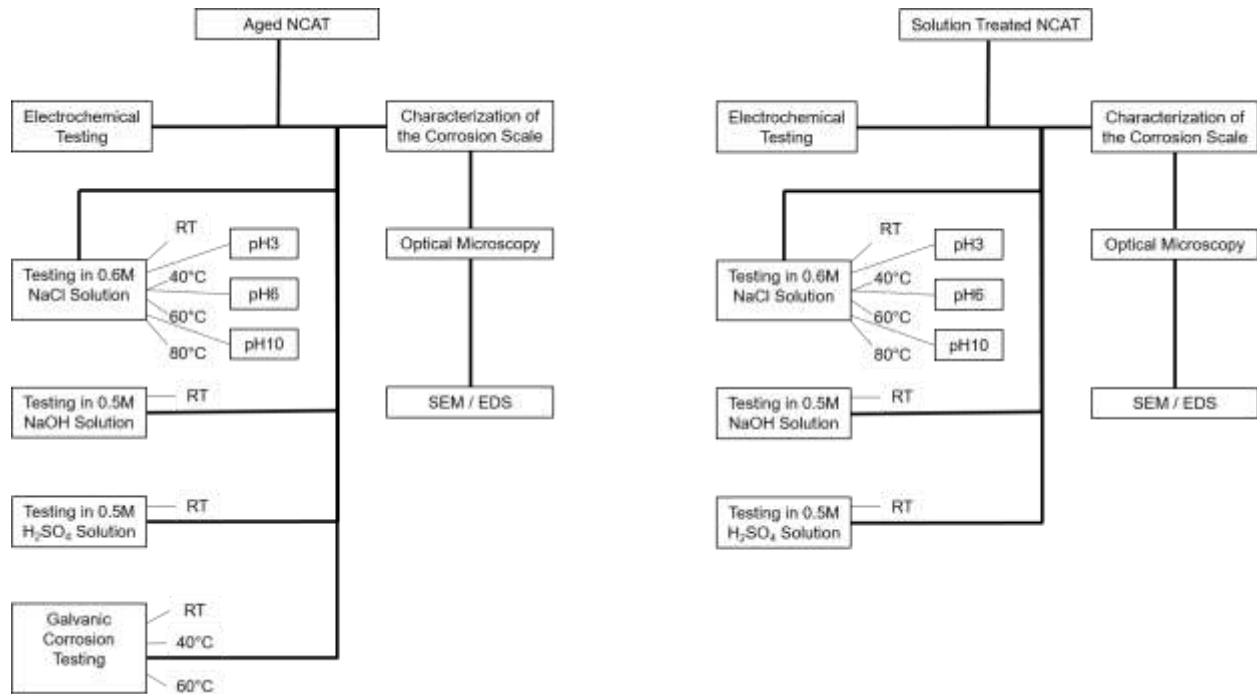 Aged NCAT
Electrochemical
Testing
Characterization of
the Corrosion Scale
RT
pH3
Testing in 0.6M
NaCl Solution
40°C
pH6
60°C
pH10
80°C
Optical Microscopy
Testing in 0.5M
NaOH Solution
RT
SEM / EDS
Testing in 0.5M
H₂SO₄ Solution
RT
Galvanic
Corrosion
Testing
RT
40°C
60°C
Solution Treated NCAT
Electrochemical
Testing
Characterization of
the Corrosion Scale
RT
pH3
Testing in 0.6M
NaCl Solution
40°C
pH6
60°C
pH10
80°C
Optical Microscopy
Testing in 0.5M
NaOH Solution
RT
SEM / EDS
Testing in 0.5M
H₂SO₄ Solution
RT